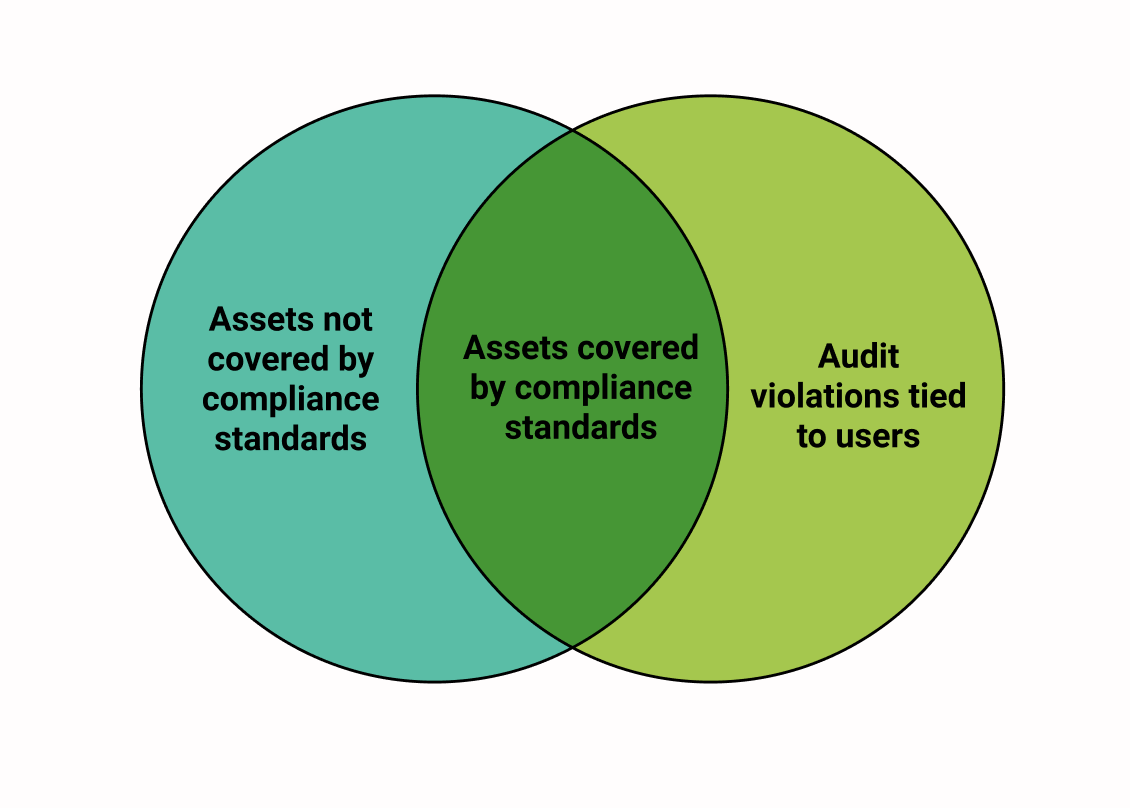 Assets not
covered by
compliance
standards
Assets covered
by compliance
standards
Audit
violations tied
to users